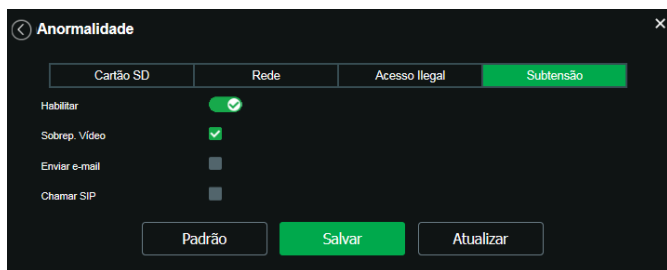 Anormalidade
Cartão SD Rede Acesso Ilegal Subtensão
Habilitar
Sobrep. Vídeo
Enviar e-mail
Chamar SIP
Padrão Salvar Atualizar